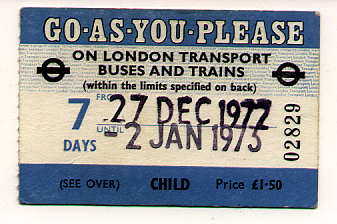 GO-AS-YOU-PLEASE
ON LONDON TRANSPORT
BUSES AND TRAINS
(within the limits specified on back)
7 DAYS
FROM 27 DEC 1972
UNTIL 2 JAN 1973
02829
(SEE OVER) CHILD Price £1·50